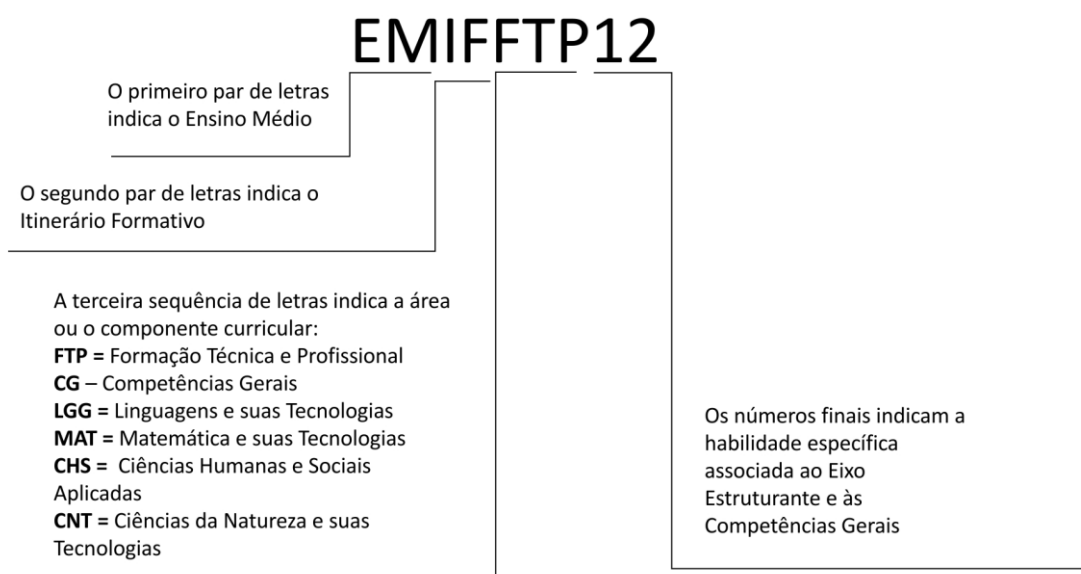 EMIFFTP12
O primeiro par de letras
indica o Ensino Médio
O segundo par de letras indica o
Itinerário Formativo
A terceira sequência de letras indica a área
ou o componente curricular:
FTP = Formação Técnica e Profissional
CG – Competências Gerais
LGG = Linguagens e suas Tecnologias
MAT = Matemática e suas Tecnologias
CHS = Ciências Humanas e Sociais
Aplicadas
CNT = Ciências da Natureza e suas
Tecnologias
Os números finais indicam a
habilidade específica
associada ao Eixo
Estruturante e às
Competências Gerais